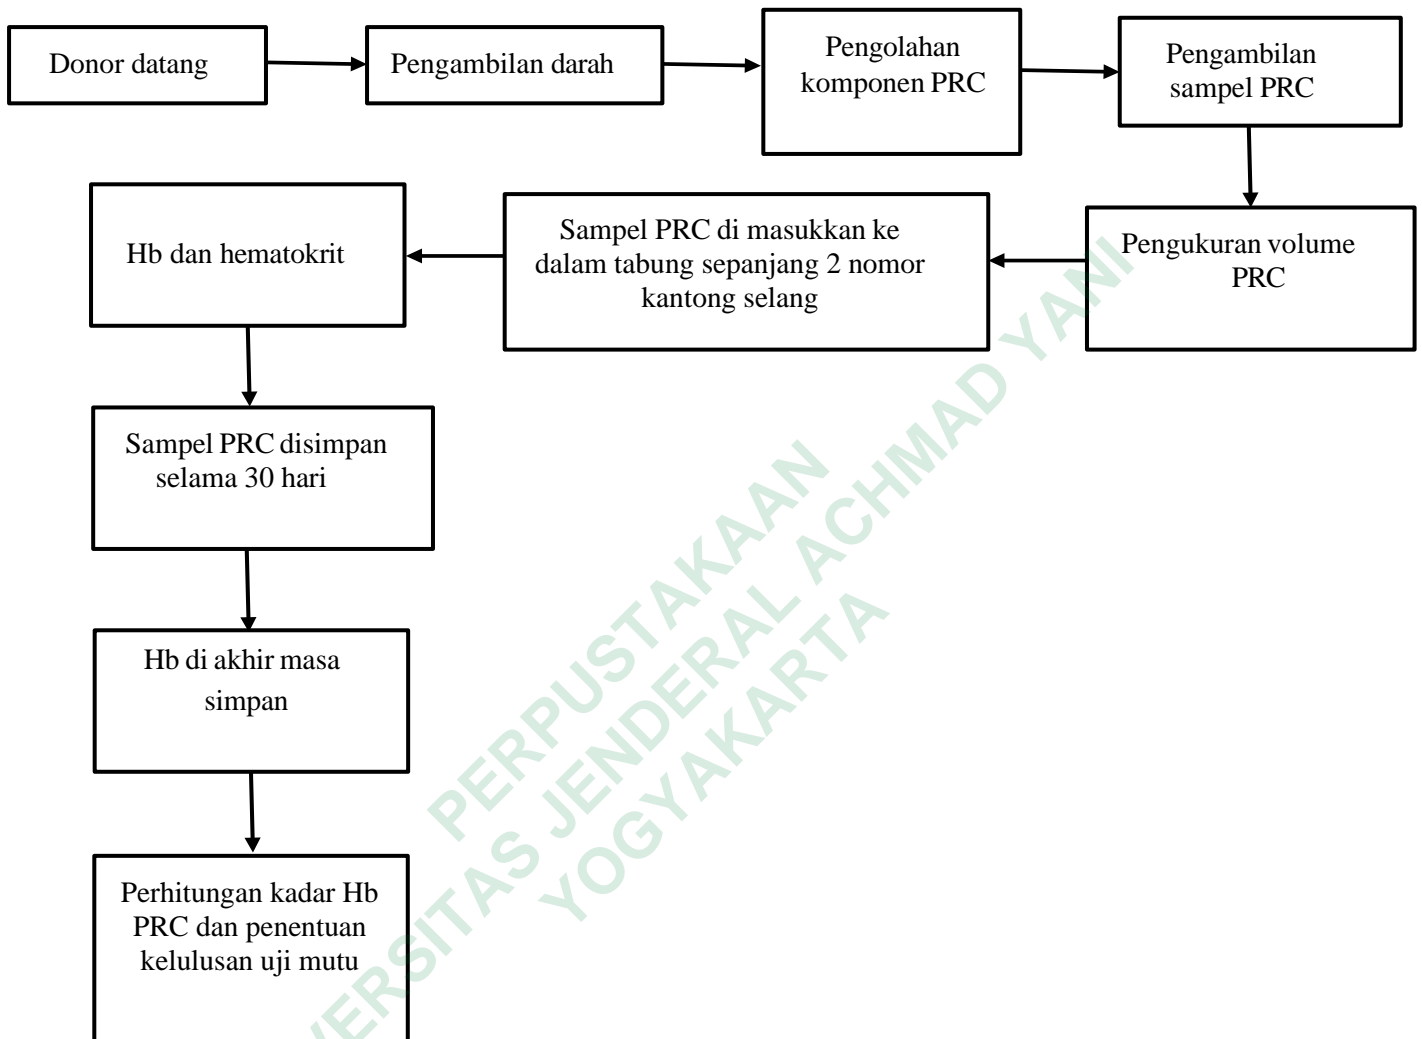 Donor datang
Pengambilan darah
Pengolahan
komponen PRC
Pengambilan
sampel PRC
Pengukuran volume
PRC
Sampel PRC di masukkan ke
dalam tabung sepanjang 2 nomor
kantong selang
Hb dan hematokrit
Sampel PRC disimpan
selama 30 hari
Hb di akhir masa
simpan
Perhitungan kadar Hb
PRC dan penentuan
kelulusan uji mutu
PERPUSTAKAAN
JENDERAL ACHMAD YANI
YOGYAKARTA